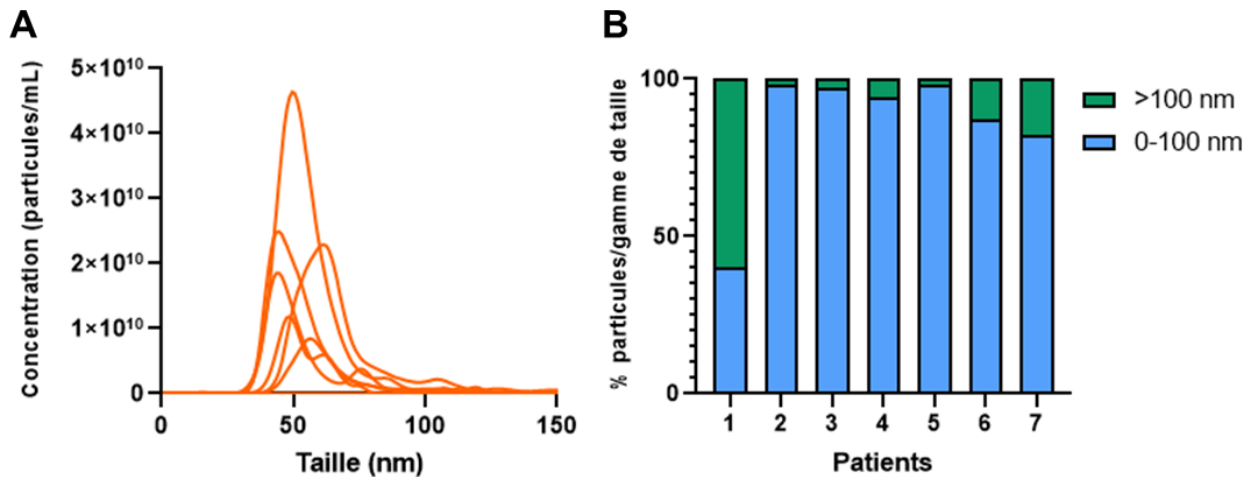 A
Concentration (particules/mL)
5×10¹⁰
4×10¹⁰
3×10¹⁰
2×10¹⁰
1×10¹⁰
0
0 50 100 150
Taille (nm)
B
% particules/gamme de taille
100
50
0
1 2 3 4 5 6 7
Patients
>100 nm
0-100 nm